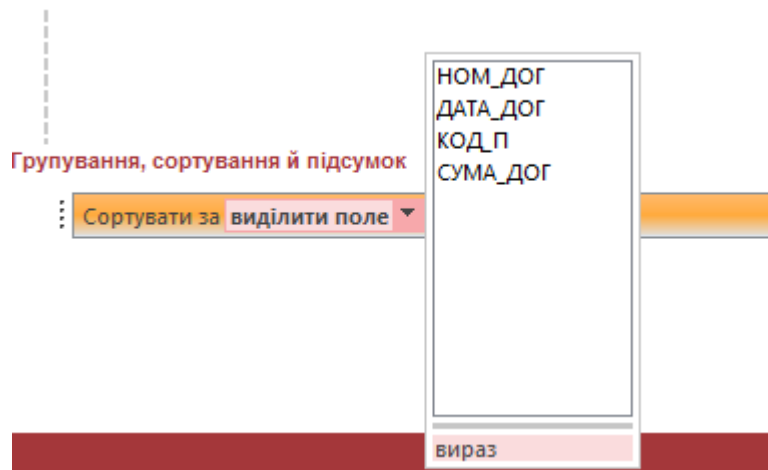 НОМ_ДОГ
ДАТА_ДОГ
КОД_П
СУМА_ДОГ
Групування, сортування й підсумок
Сортувати за виділити поле
вираз